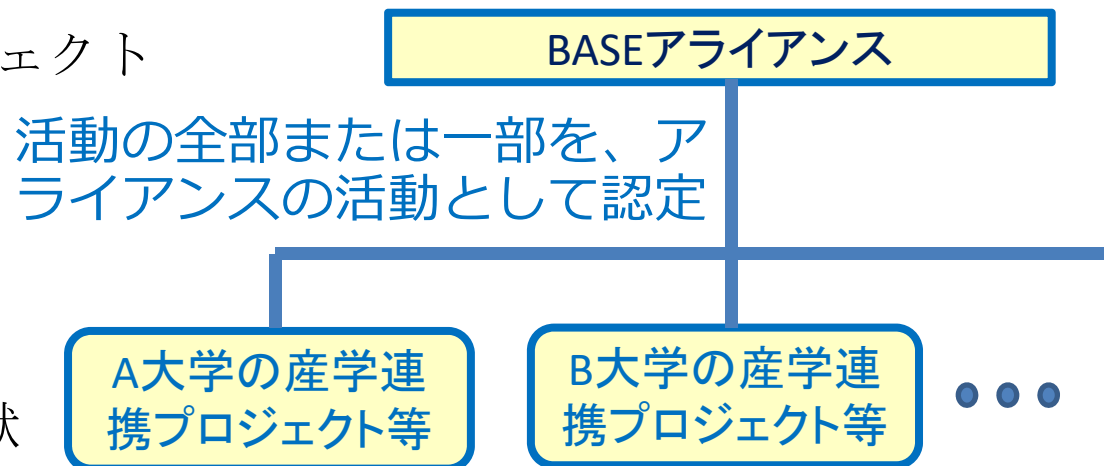 ェクト
BASEアライアンス
活動の全部または一部を、ア
ライアンスの活動として認定
A大学の産学連
携プロジェクト等
B大学の産学連
携プロジェクト等
献